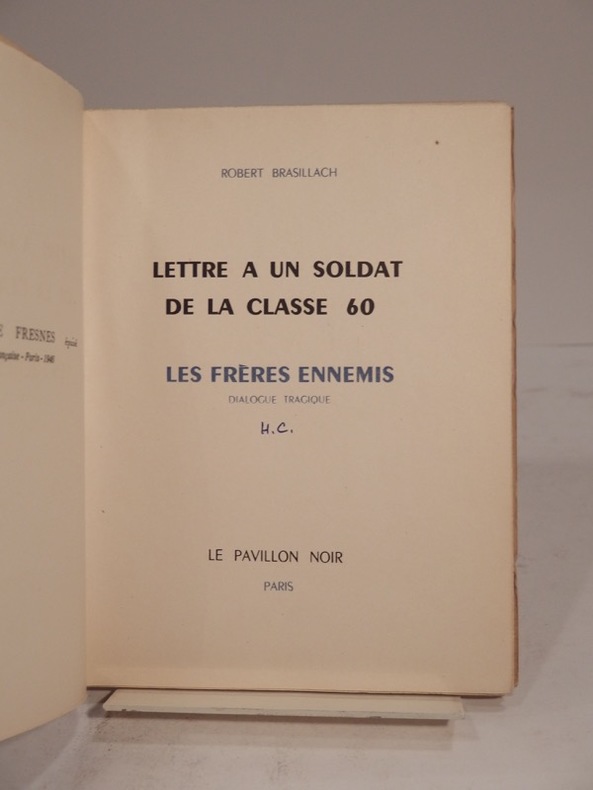 FRESNES épuisé
Paris - 1946
ROBERT BRASILLACH
LETTRE A UN SOLDAT
DE LA CLASSE 60
LES FRÈRES ENNEMIS
DIALOGUE TRAGIQUE
H.C.
LE PAVILLON NOIR
PARIS